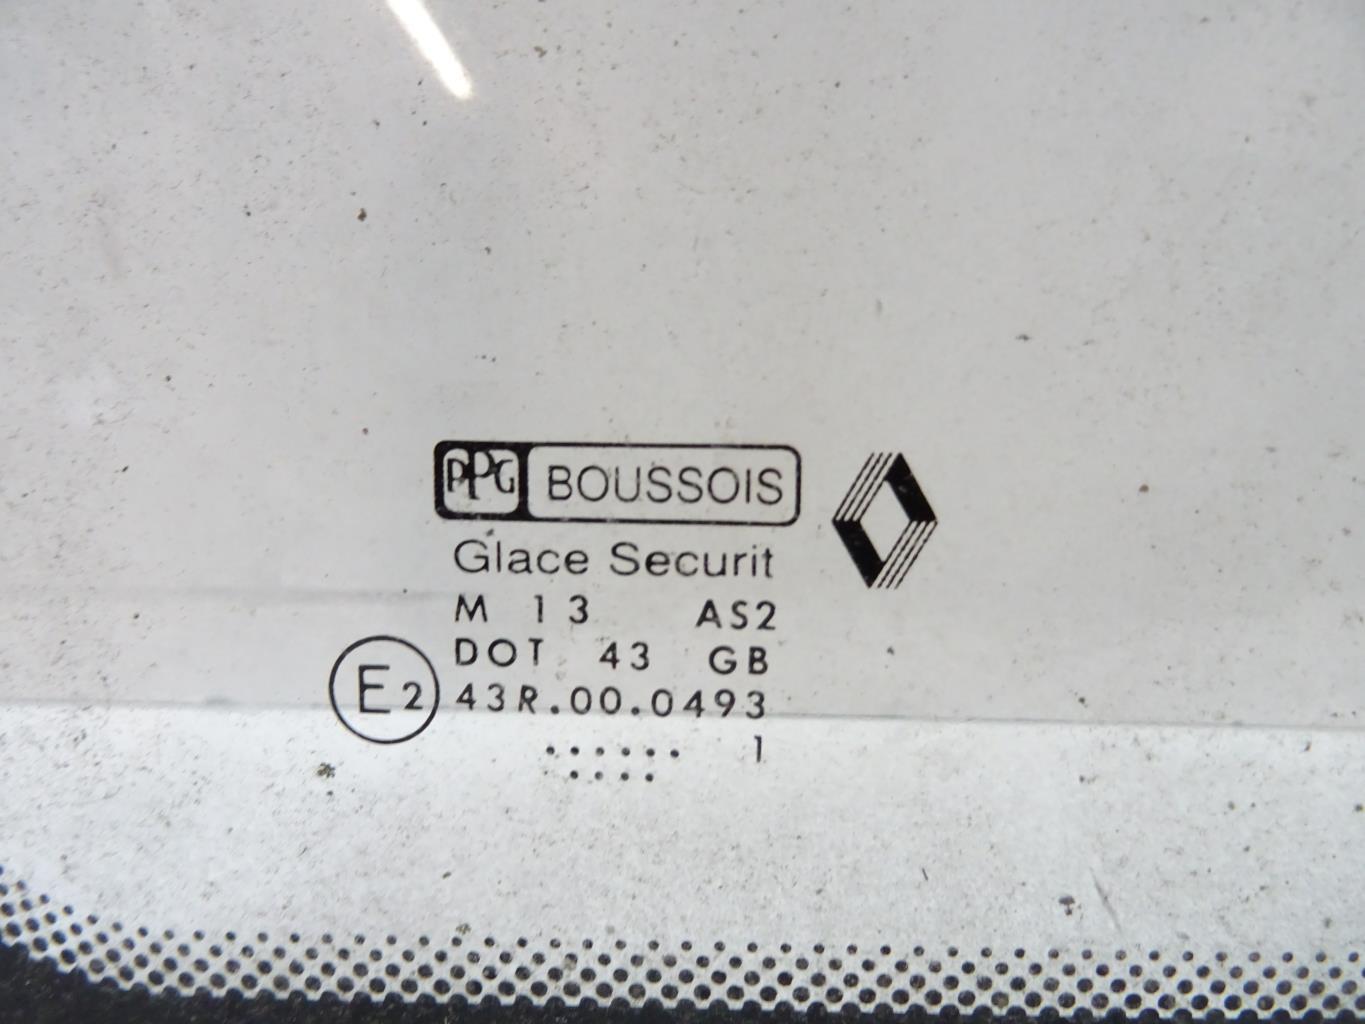 PPG BOUSSOIS
Glace Securit
M 13 AS2
DOT 43 GB
E2 43R.00.0493
...... 1
....